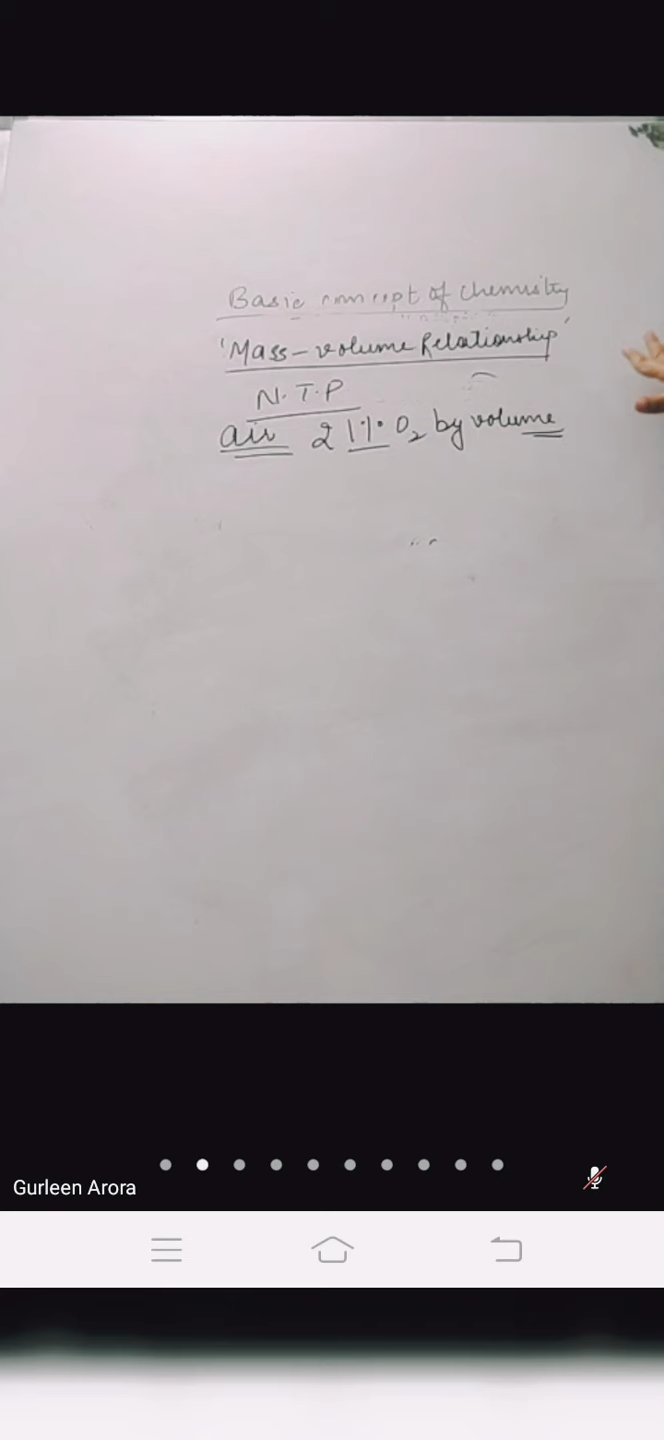 Basic concept of chemistry
'Mass-volume Relationship'
N.T.P
air 21% O₂ by volume
Gurleen Arora